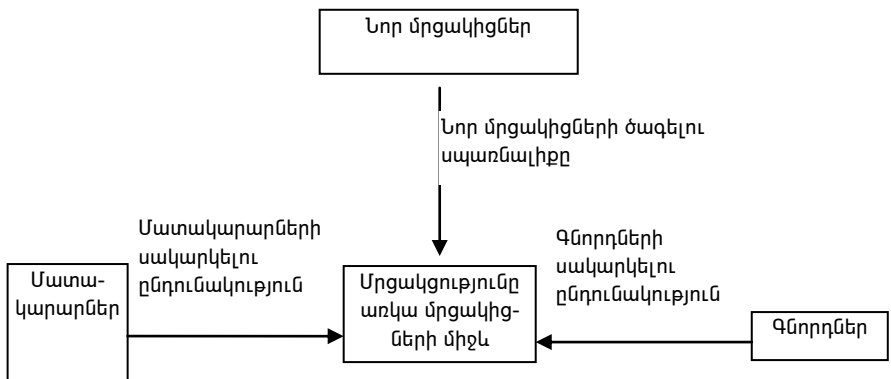 Նոր մրցակիցներ
Նոր մրցակիցների ծագելու
սպառնալիքը
Մատակարարների
սակարկելու
ընդունակություն
Գնորդների
սակարկելու
ընդունակություն
Մատա-
կարարներ
Մրցակցությունը
առկա մրցակից-
ների միջև
Գնորդներ